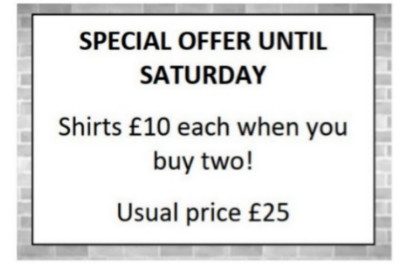 SPECIAL OFFER UNTIL
SATURDAY
Shirts £10 each when you
buy two!
Usual price £25